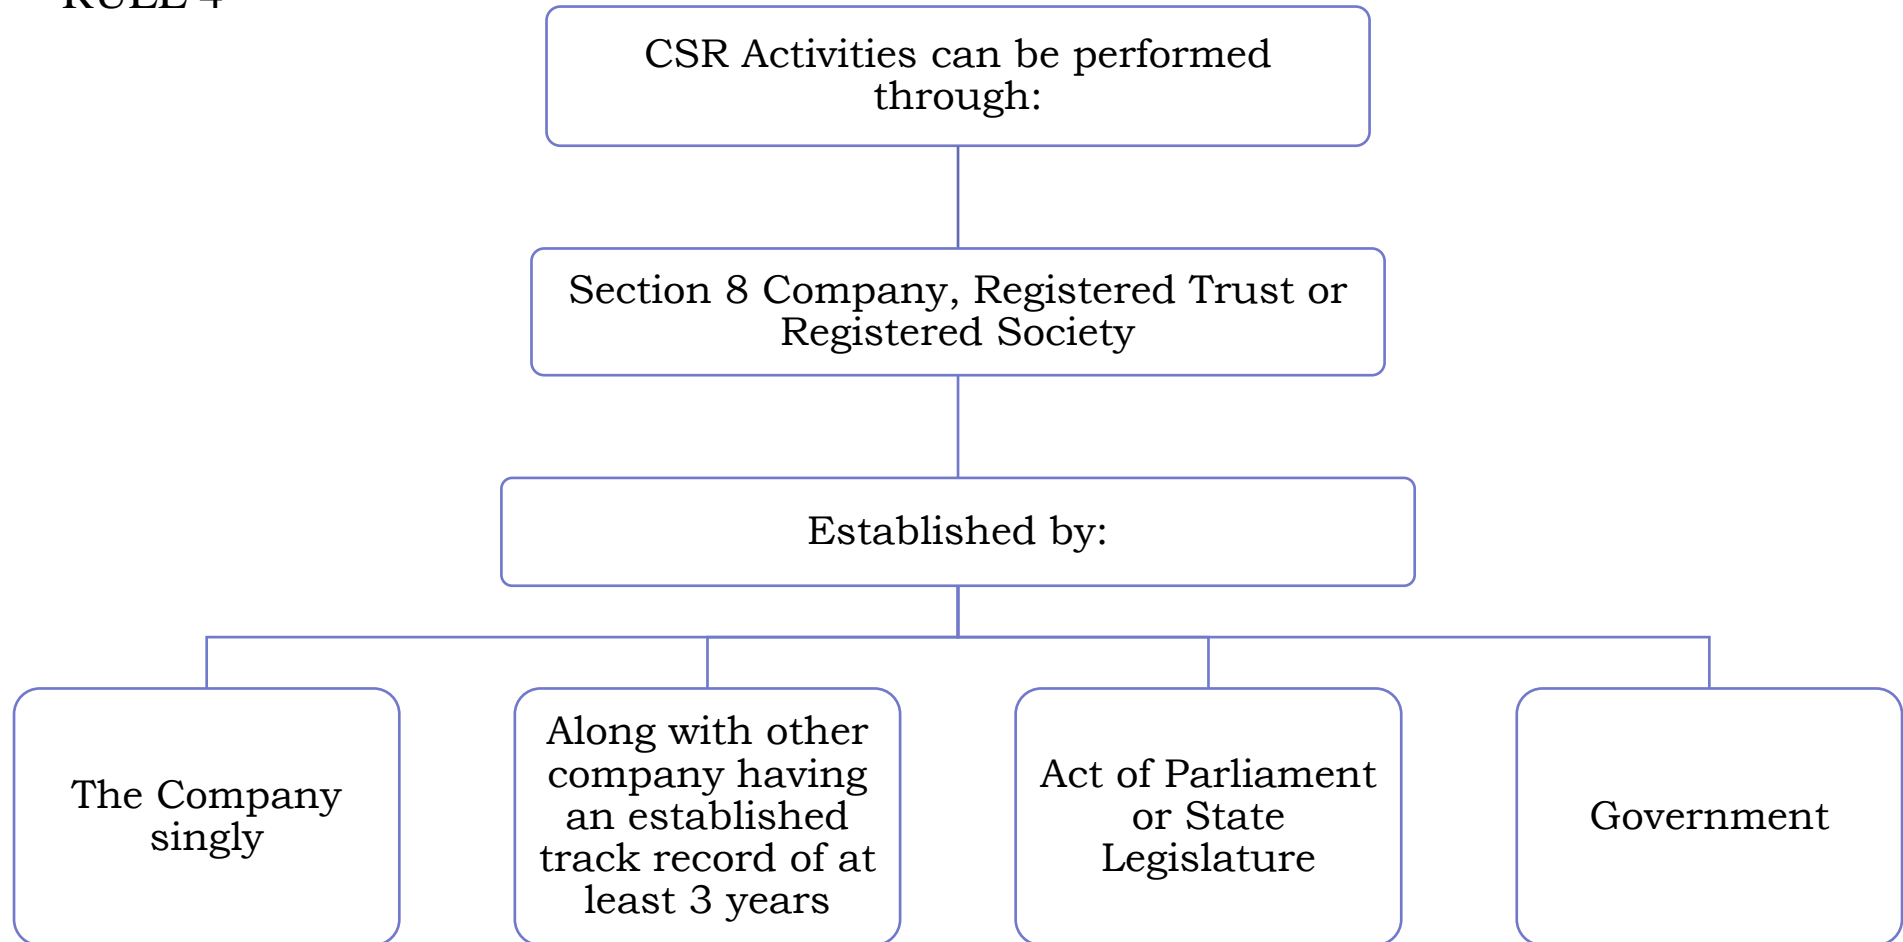 RULE 4
CSR Activities can be performed
through:
Section 8 Company, Registered Trust or
Registered Society
Established by:
The Company
singly
Along with other
company having
an established
track record of at
least 3 years
Act of Parliament
or State
Legislature
Government